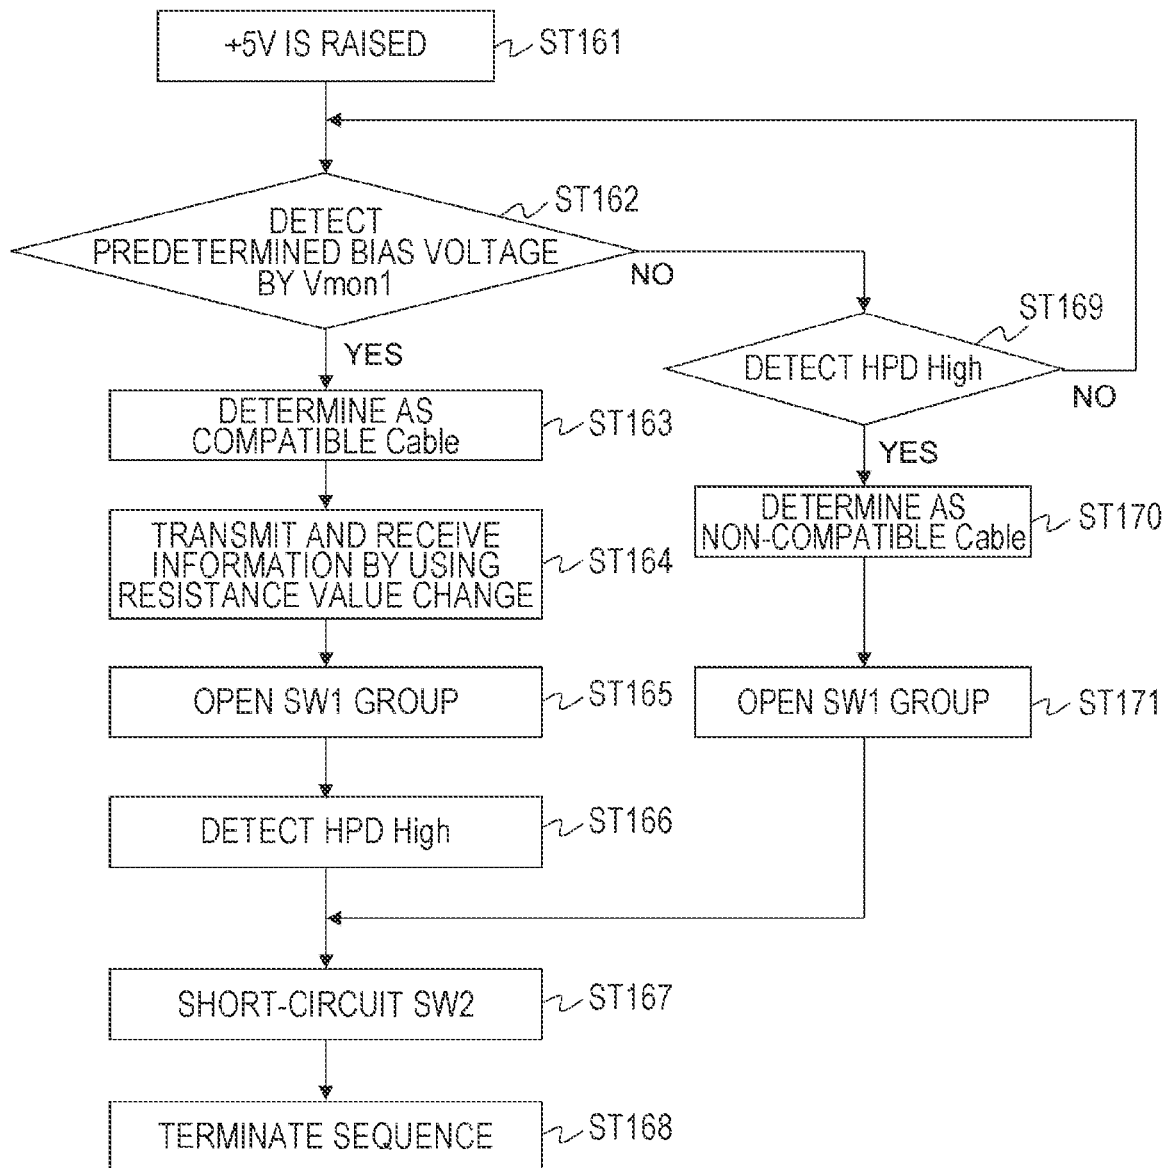 +5V IS RAISED
ST161
DETECT
PREDETERMINED BIAS VOLTAGE
BY Vmon1
ST162
NO
YES
DETECT HPD High
ST169
NO
YES
DETERMINE AS
COMPATIBLE Cable
ST163
DETERMINE AS
NON-COMPATIBLE Cable
ST170
TRANSMIT AND RECEIVE
INFORMATION BY USING
RESISTANCE VALUE CHANGE
ST164
OPEN SW1 GROUP
ST165
OPEN SW1 GROUP
ST171
DETECT HPD High
ST166
SHORT-CIRCUIT SW2
ST167
TERMINATE SEQUENCE
ST168